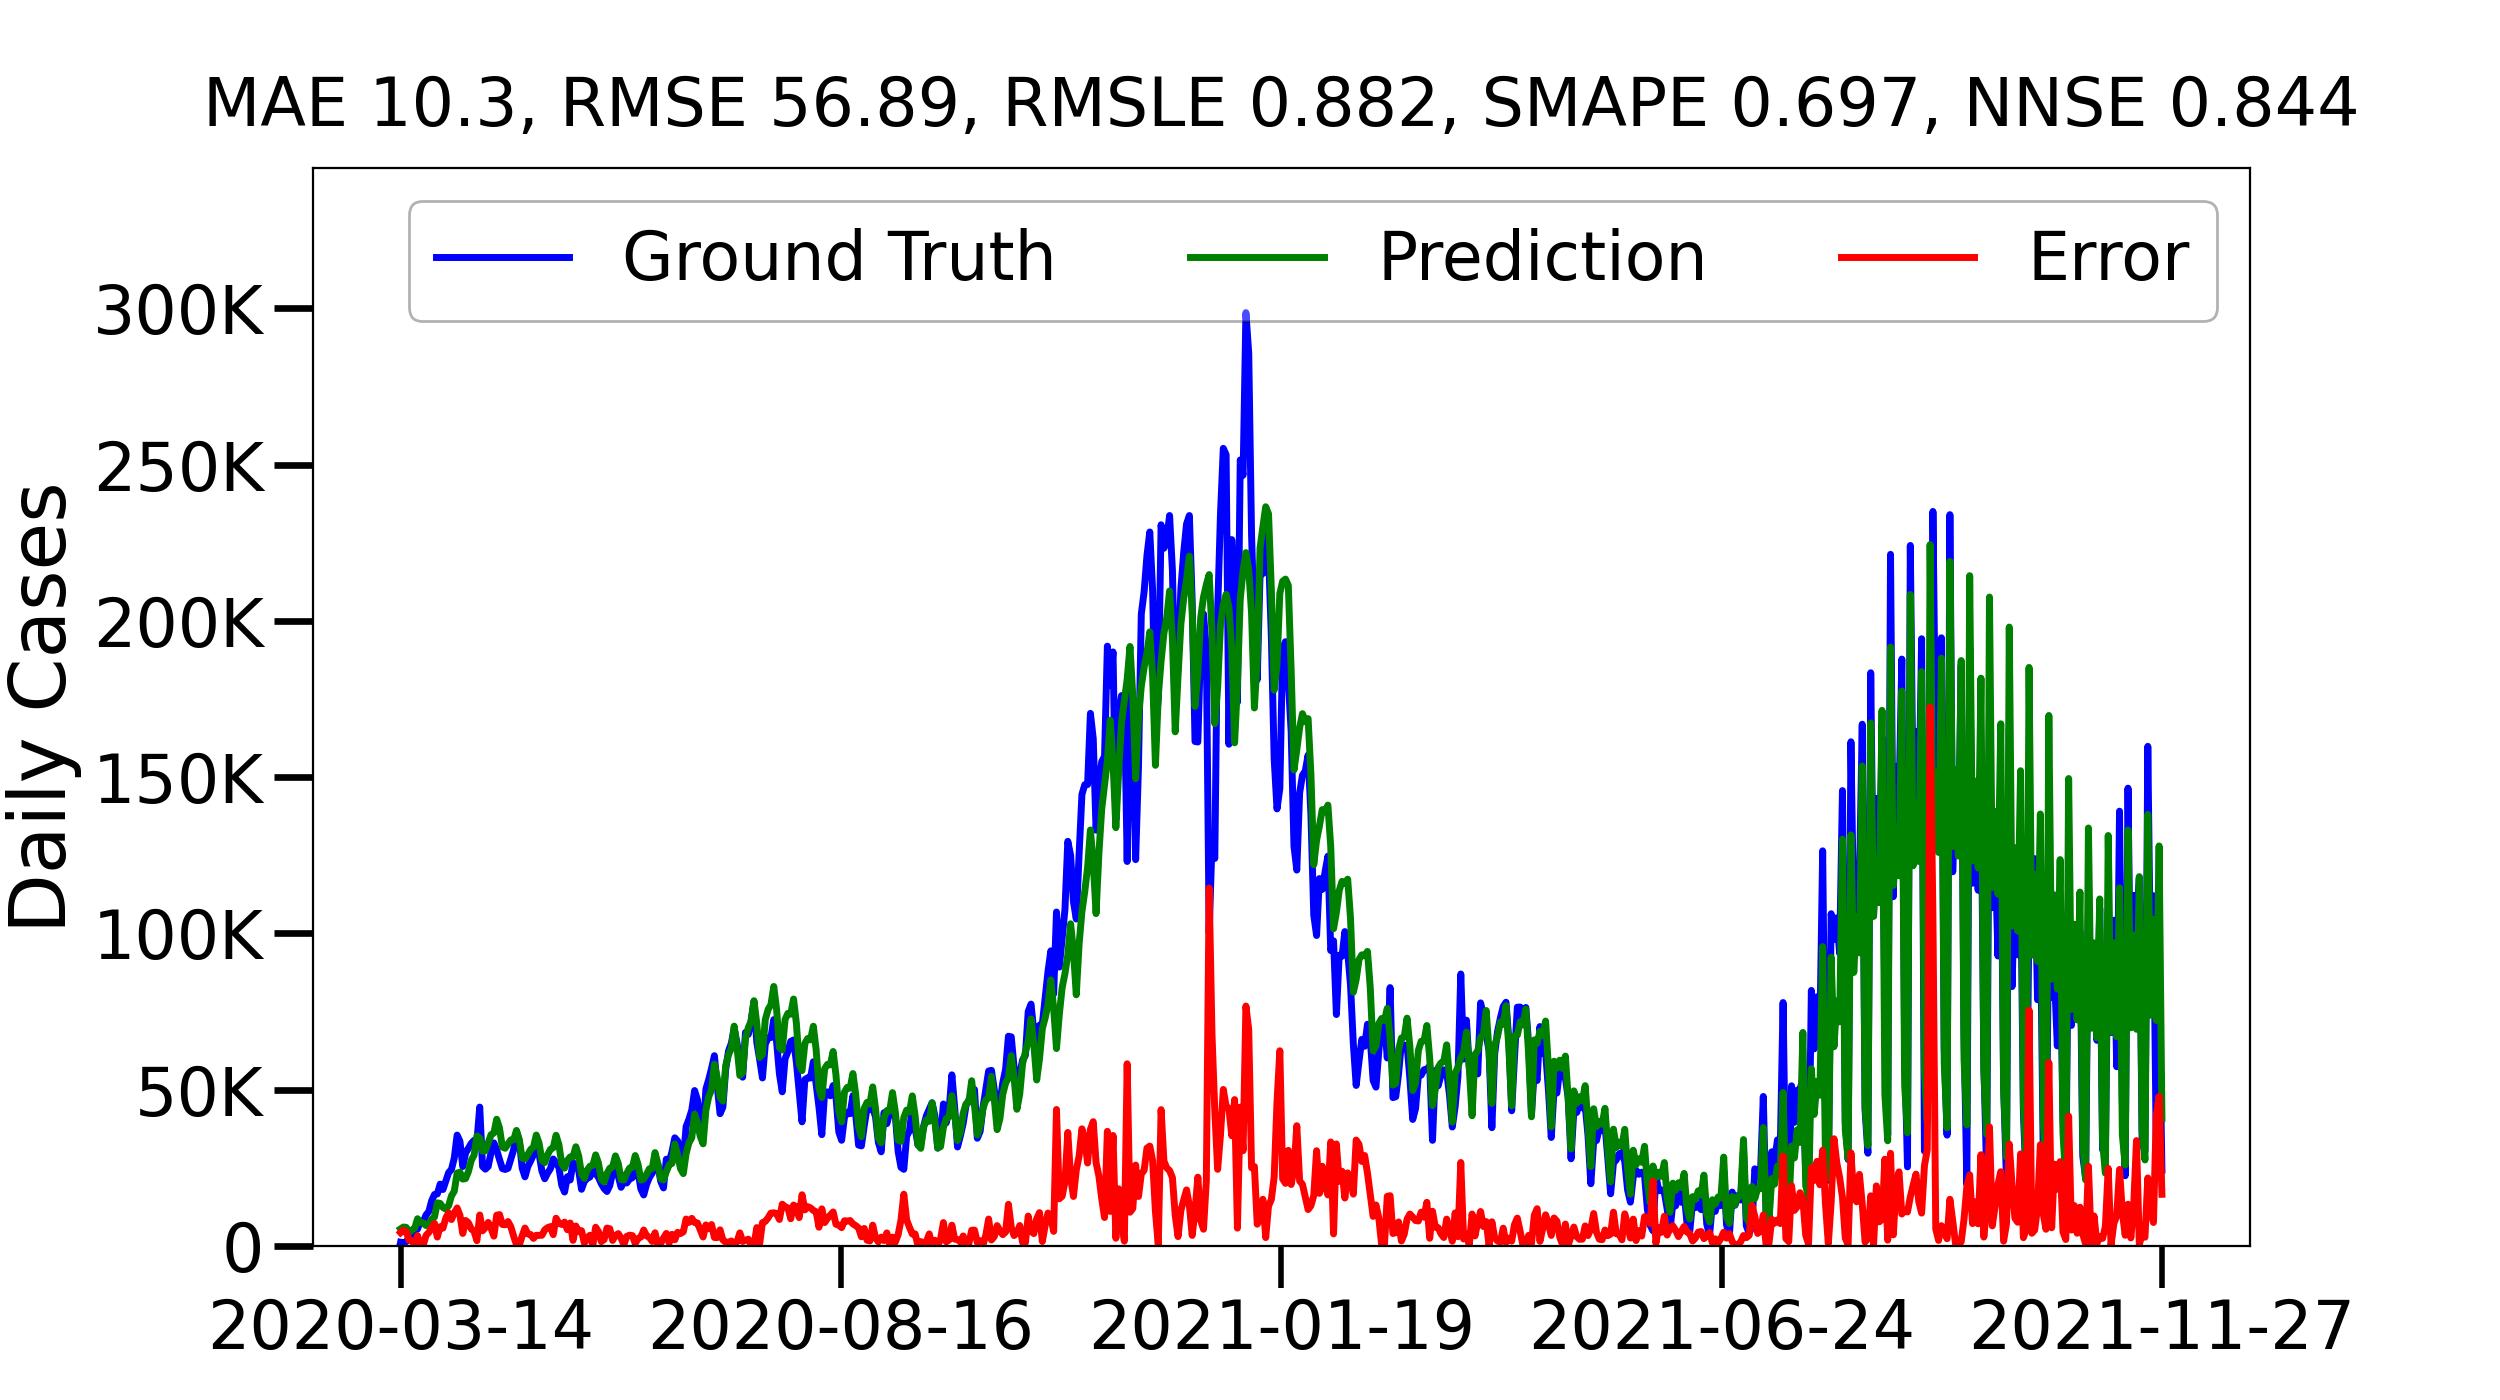 MAE 10.3, RMSE 56.89, RMSLE 0.882, SMAPE 0.697, NNSE 0.844
Ground Truth Prediction Error
Daily Cases
300K
250K
200K
150K
100K
50K
0
2020-03-14 2020-08-16 2021-01-19 2021-06-24 2021-11-27